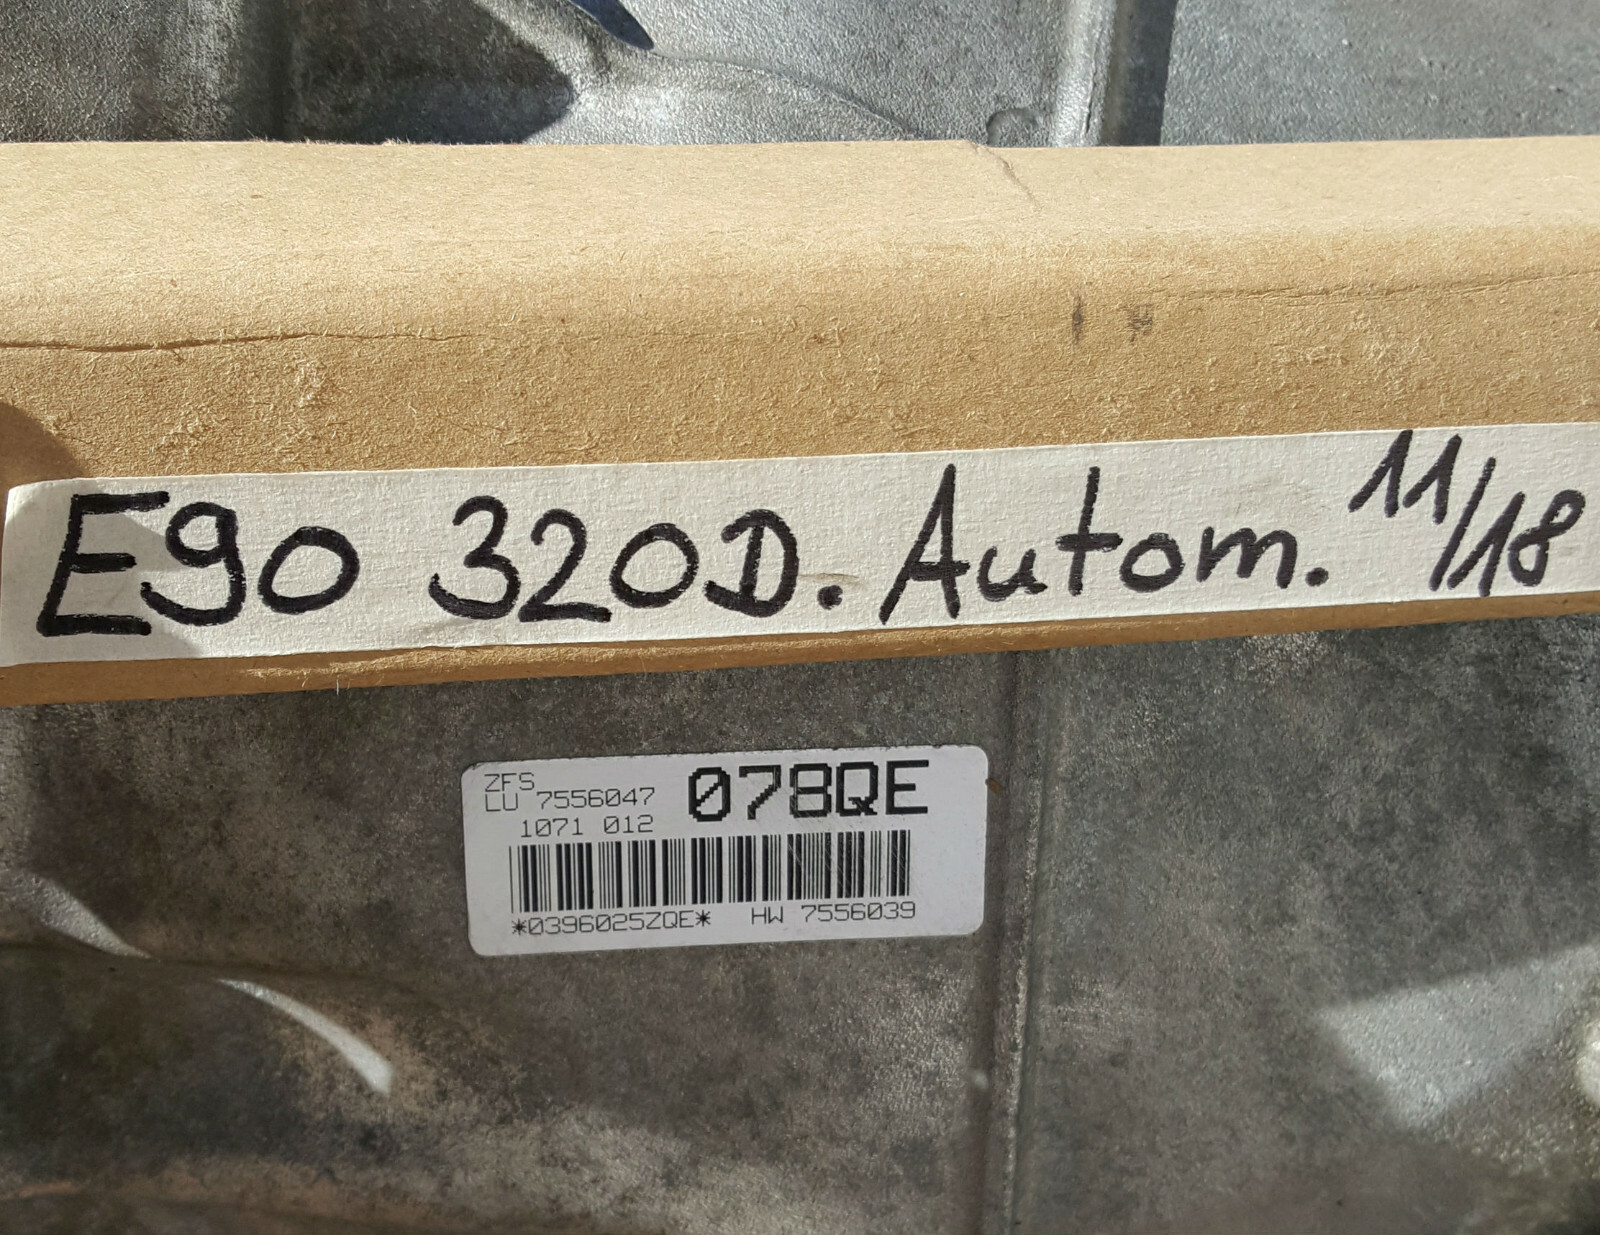 E90 320D. Autom. 11/18
ZFS
LU 7556047 078QE
1071 012
*0396025ZQE* HW 7556039